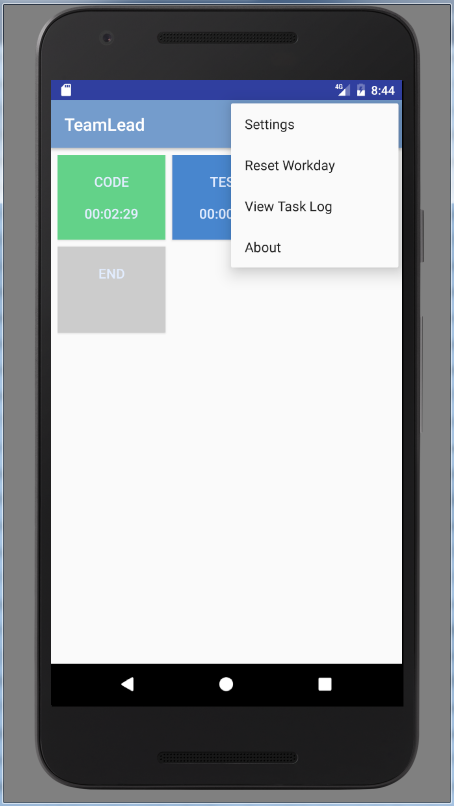 4G 8:44
TeamLead
Settings
Reset Workday
View Task Log
About
CODE
00:02:29
END